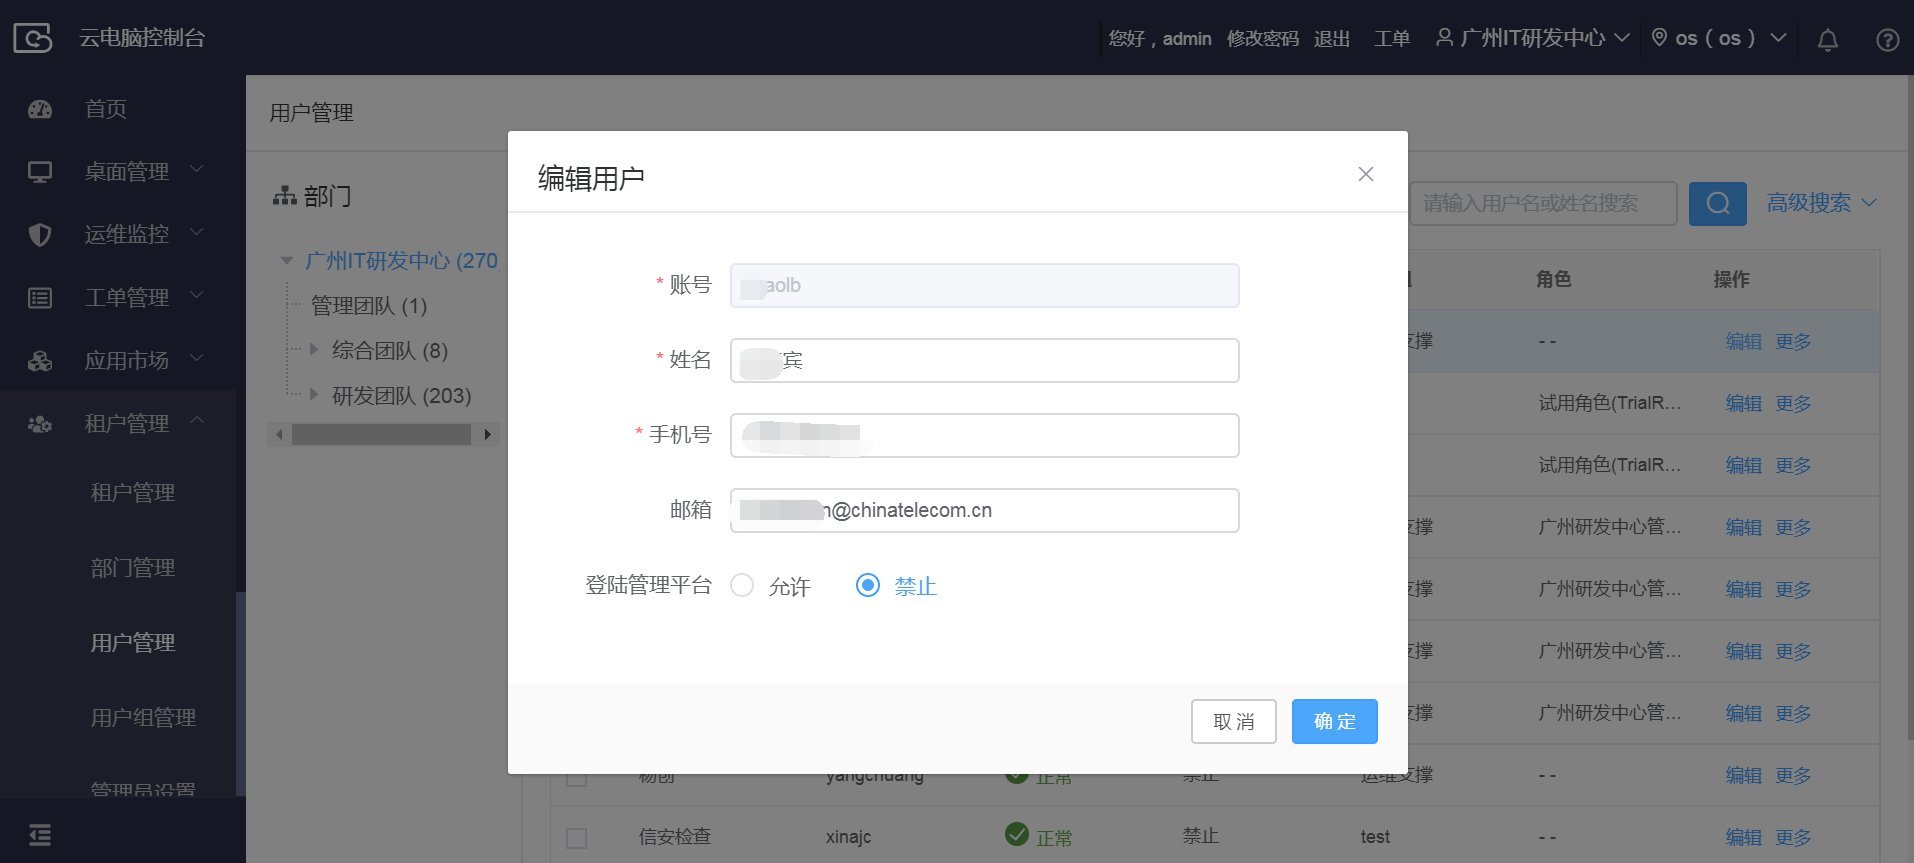 云电脑控制台
您好，admin 修改密码 退出 工单 广州IT研发中心 os（os）
首页
桌面管理
运维监控
工单管理
应用市场
租户管理
租户管理
部门管理
用户管理
用户组管理
管理员设置
用户管理
部门
广州IT研发中心 (270
管理团队 (1)
综合团队 (8)
研发团队 (203)
请输入用户名或姓名搜索
高级搜索
角色 操作
支撑 - - 编辑 更多
试用角色(TrialR... 编辑 更多
试用角色(TrialR... 编辑 更多
支撑 广州研发中心管... 编辑 更多
广州研发中心管... 编辑 更多
支撑 广州研发中心管... 编辑 更多
支撑 广州研发中心管... 编辑 更多
杨创 yangchuang 正常 禁止 运维支撑 - - 编辑 更多
信安检查 xinajc 正常 禁止 test - - 编辑 更多
编辑用户
* 账号 aolb
* 姓名 宾
* 手机号
邮箱 n@chinatelecom.cn
登陆管理平台 允许 禁止
取消 确定